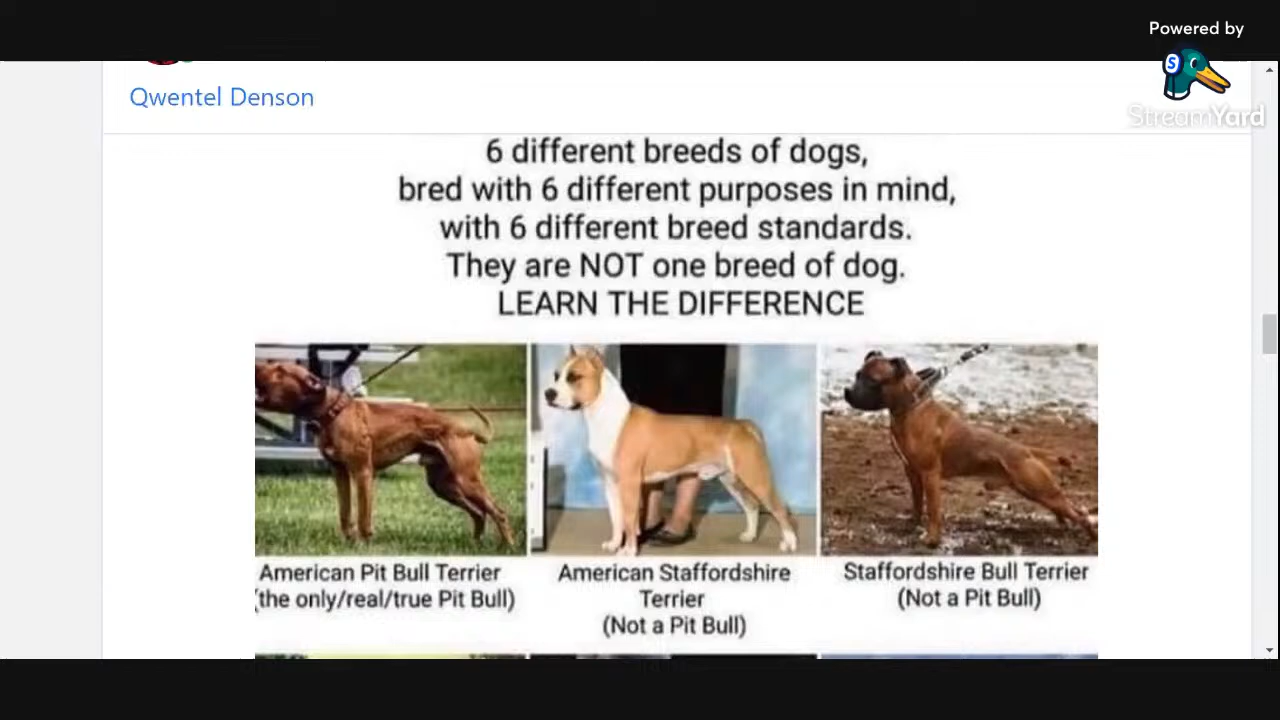 Powered by
StreamYard
Qwentel Denson
6 different breeds of dogs,
bred with 6 different purposes in mind,
with 6 different breed standards.
They are NOT one breed of dog.
LEARN THE DIFFERENCE
American Pit Bull Terrier
(the only/real/true Pit Bull)
American Staffordshire
Terrier
(Not a Pit Bull)
Staffordshire Bull Terrier
(Not a Pit Bull)